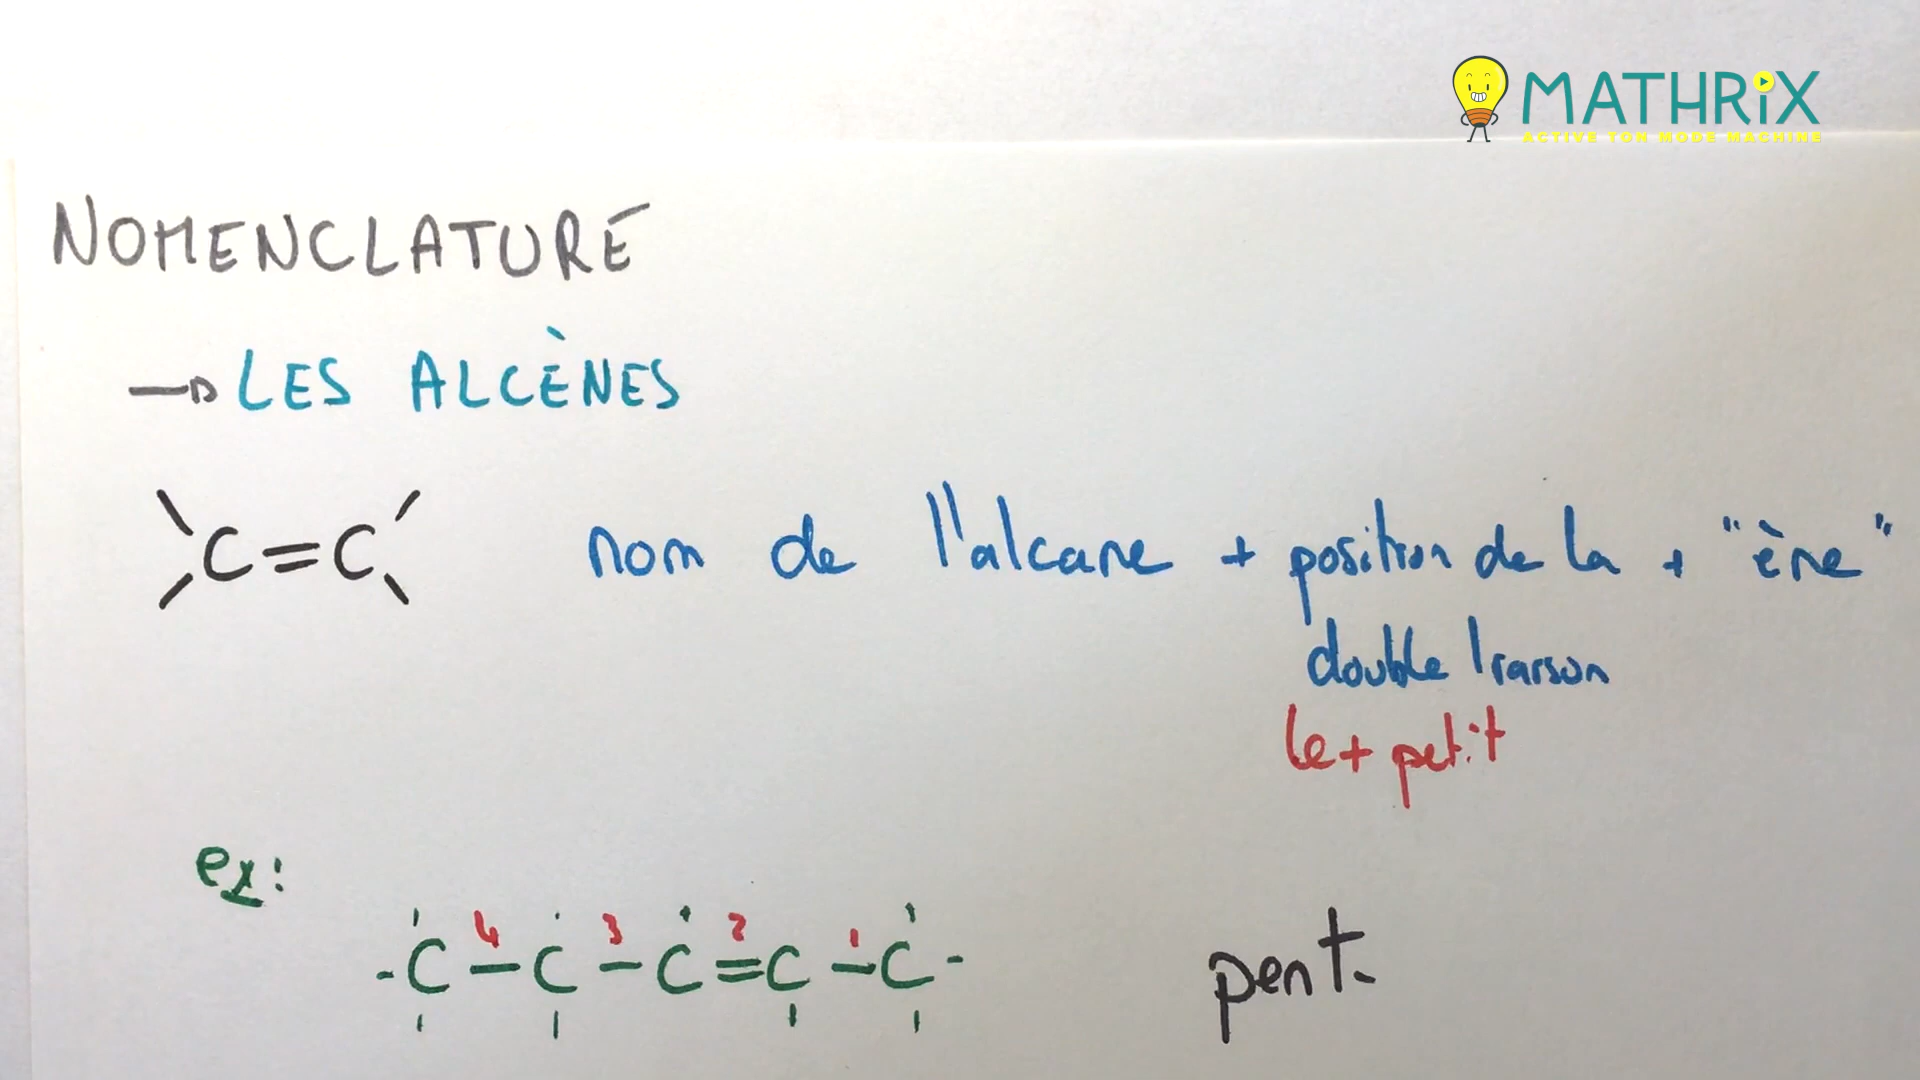 MATHRiX
ACTIVE TON MODE MACHINE
NOMENCLATURE
→ LES ALCÈNES
C=C nom de l'alcane + position de la + "ène"
double liaison
le + petit
ex:
4 3 2 1
-C-C-C=C-C- pent-